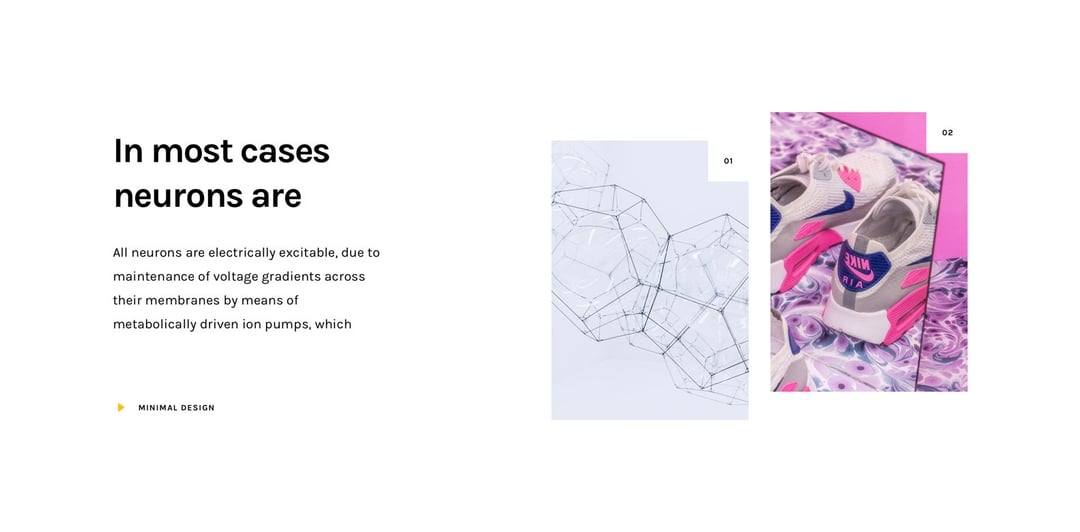 In most cases
neurons are
All neurons are electrically excitable, due to
maintenance of voltage gradients across
their membranes by means of
metabolically driven ion pumps, which
MINIMAL DESIGN
01
02
NIKE
AIR